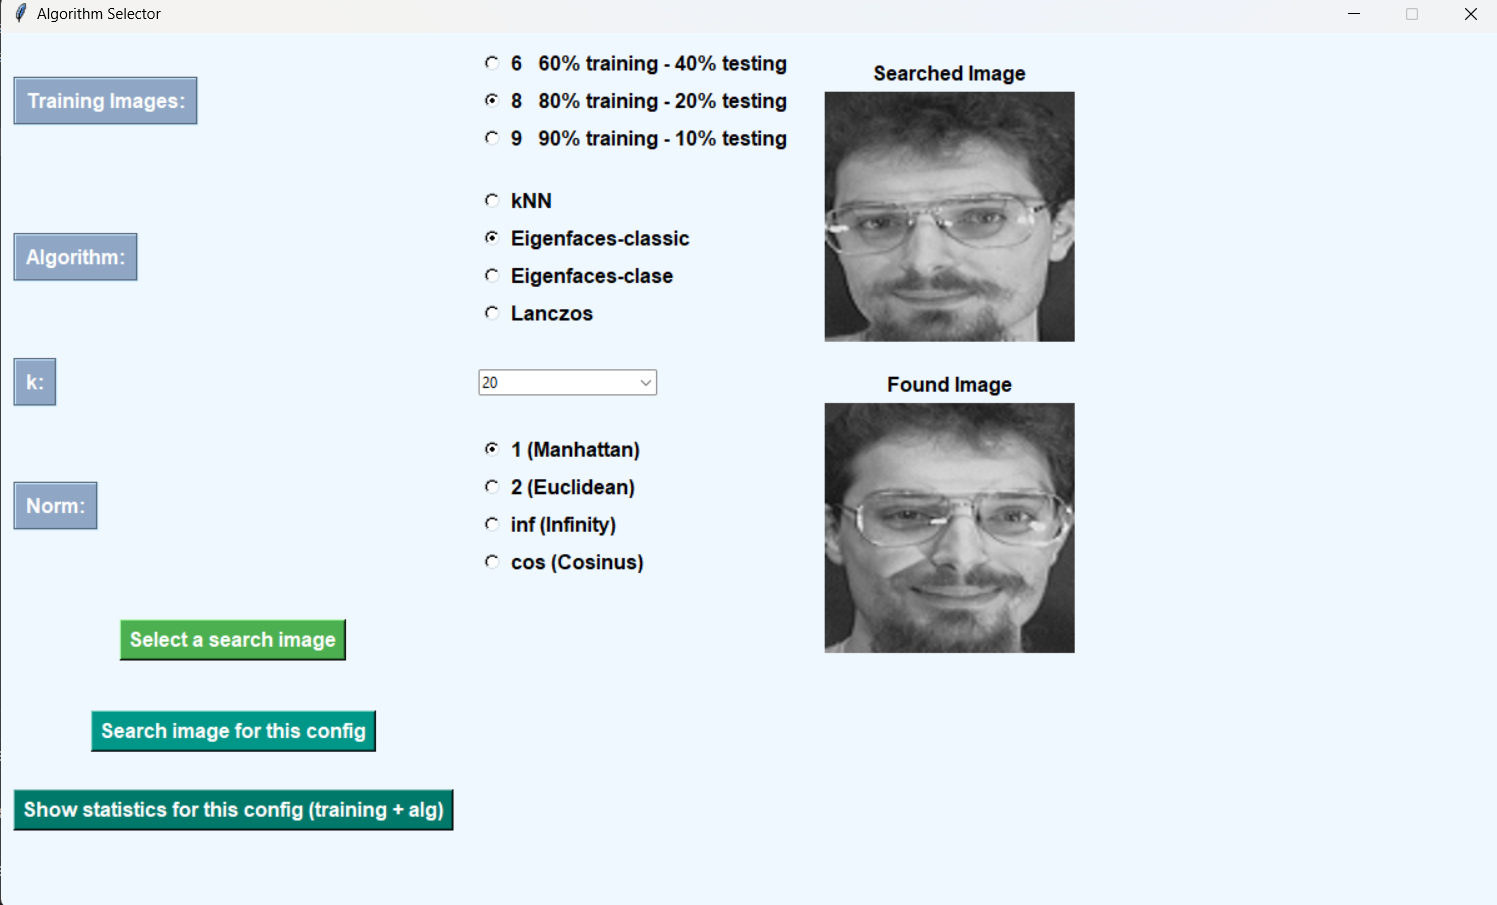 Algorithm Selector
Training Images:
6 60% training - 40% testing
8 80% training - 20% testing
9 90% training - 10% testing
Algorithm:
kNN
Eigenfaces-classic
Eigenfaces-clase
Lanczos
k:
20
Norm:
1 (Manhattan)
2 (Euclidean)
inf (Infinity)
cos (Cosinus)
Select a search image
Search image for this config
Show statistics for this config (training + alg)
Searched Image
Found Image